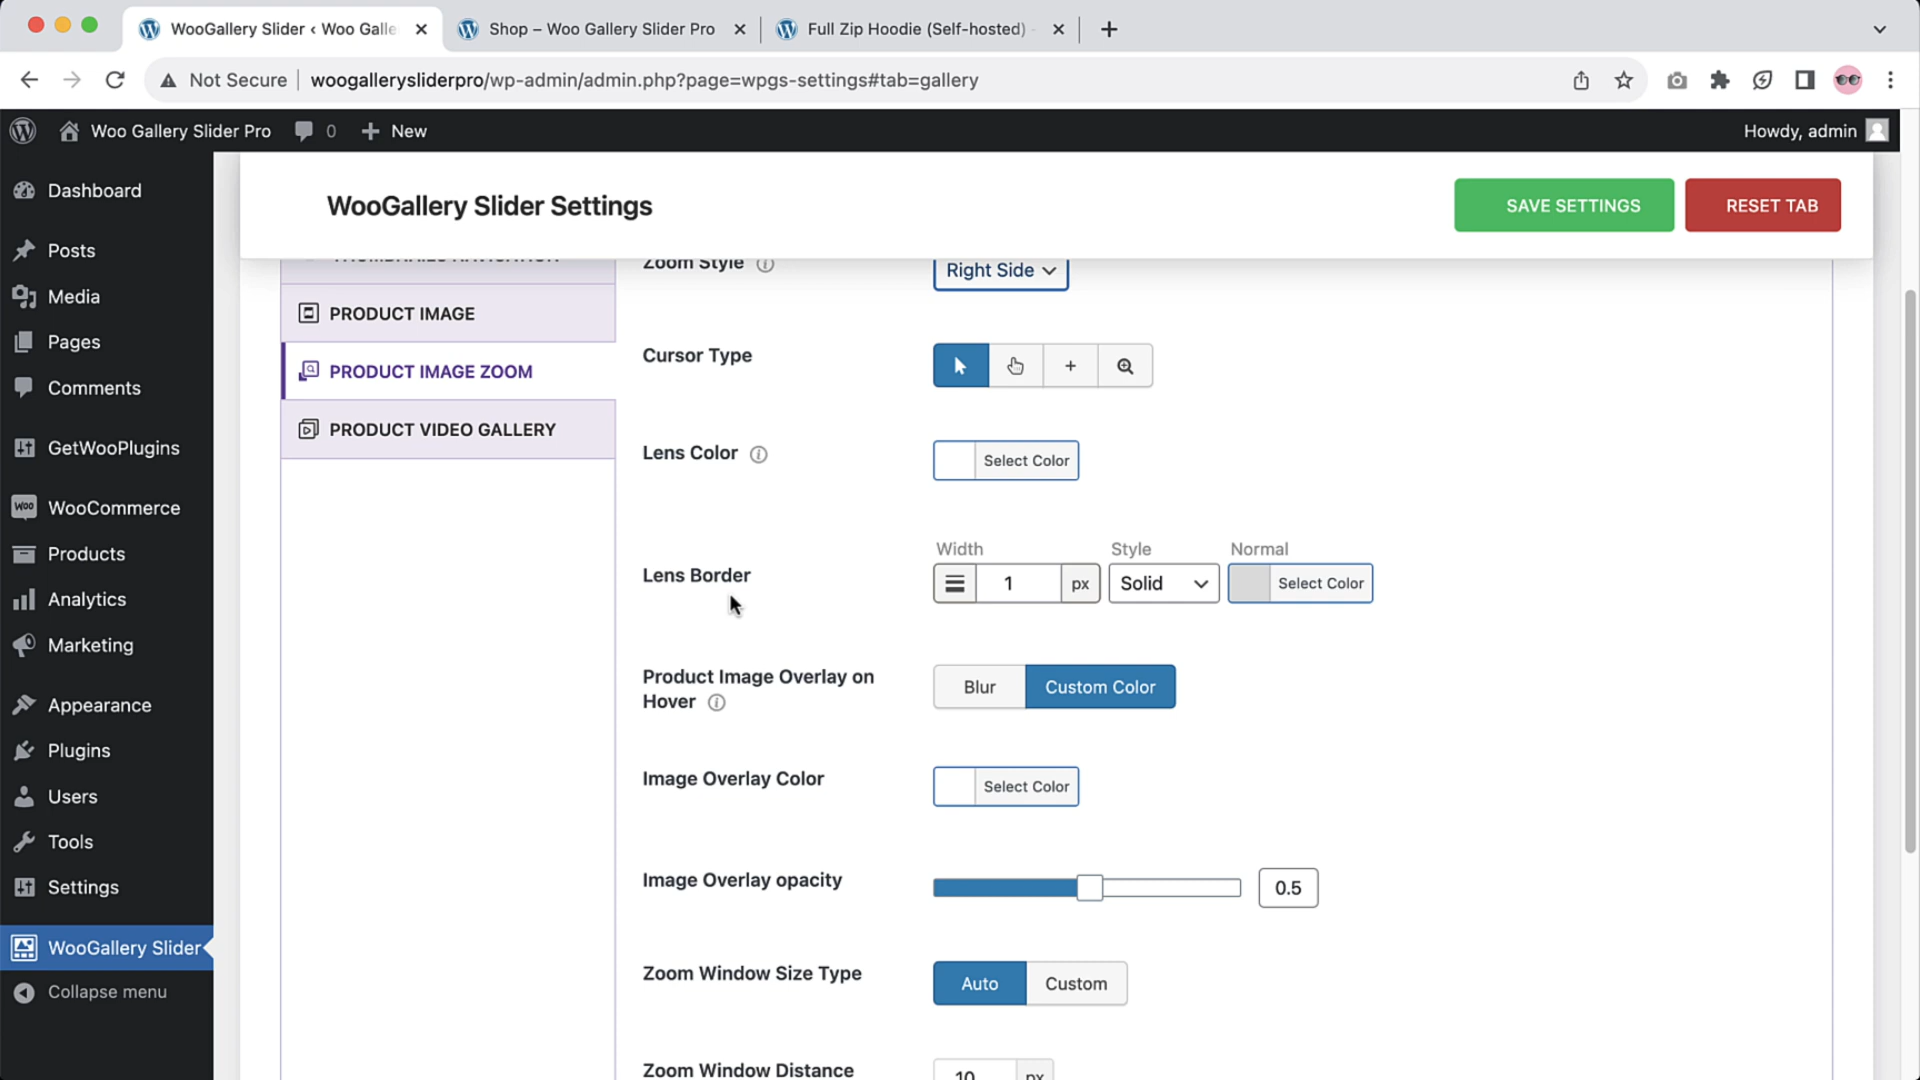 WooGallery Slider ‹ Woo Galle
Shop – Woo Gallery Slider Pro
Full Zip Hoodie (Self-hosted)
Not Secure
woogallerysliderpro/wp-admin/admin.php?page=wpgs-settings#tab=gallery
Woo Gallery Slider Pro
0
+ New
Howdy, admin
Dashboard
Posts
Media
Pages
Comments
GetWooPlugins
WooCommerce
Products
Analytics
Marketing
Appearance
Plugins
Users
Tools
Settings
WooGallery Slider
Collapse menu
WooGallery Slider Settings
SAVE SETTINGS
RESET TAB
PRODUCT IMAGE
PRODUCT IMAGE ZOOM
PRODUCT VIDEO GALLERY
Zoom Style
Right Side
Cursor Type
Lens Color
Select Color
Width
Style
Normal
Lens Border
1
px
Solid
Select Color
Product Image Overlay on
Hover
Blur
Custom Color
Image Overlay Color
Select Color
Image Overlay opacity
0.5
Zoom Window Size Type
Auto
Custom
Zoom Window Distance
10
px